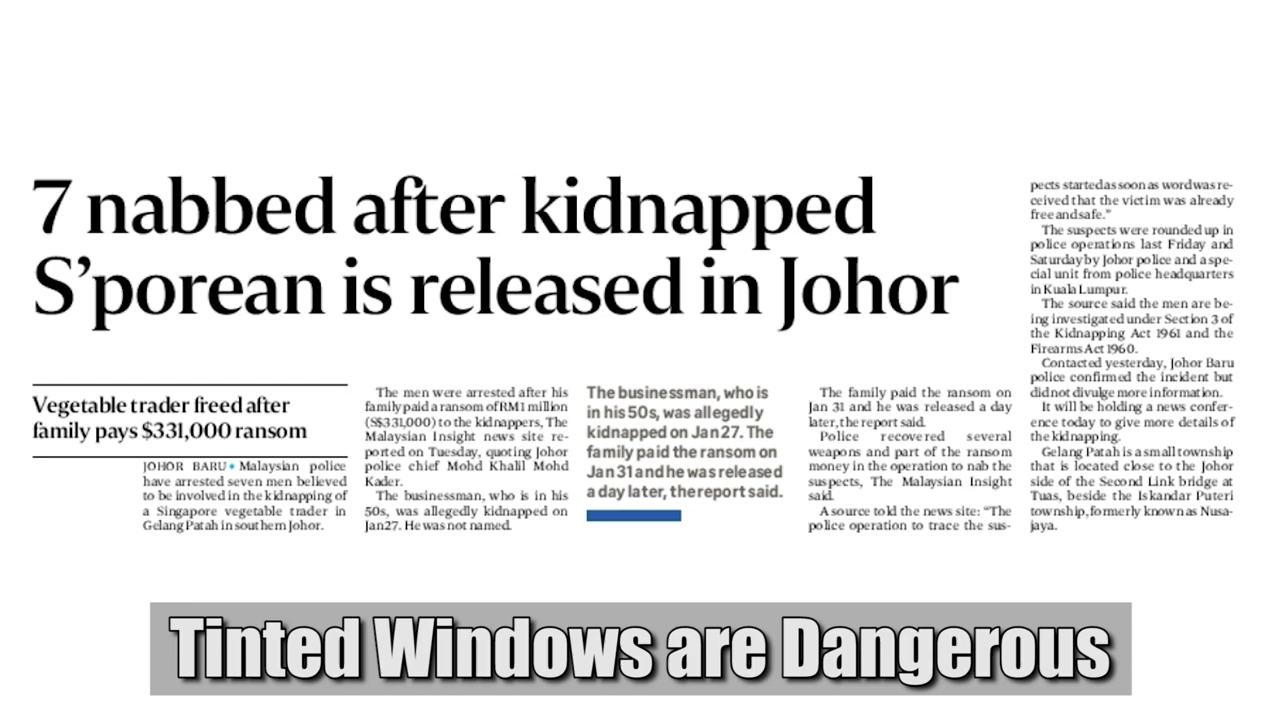 7 nabbed after kidnapped
S'porean is released in Johor
Vegetable trader freed after
family pays $331,000 ransom
JOHOR BARU • Malaysian police
have arrested seven men believed
to be involved in the kidnapping of
a Singapore vegetable trader in
Gelang Patah in southern Johor.
The men were arrested after his
family paid a ransom of RM1 million
(S$331,000) to the kidnappers, The
Malaysian Insight news site re-
ported on Tuesday, quoting Johor
police chief Mohd Khalil Mohd
Kader.
The businessman, who is in his
50s, was allegedly kidnapped on
Jan 27. He was not named.
The businessman, who is
in his 50s, was allegedly
kidnapped on Jan 27. The
family paid the ransom on
Jan 31 and he was released
a day later, the report said.
The family paid the ransom on
Jan 31 and he was released a day
later, the report said.
Police recovered several
weapons and part of the ransom
money in the operation to nab the
suspects, The Malaysian Insight
said.
A source told the news site: “The
police operation to trace the sus-
pects started as soon as word was re-
ceived that the victim was already
free and safe.”
The suspects were rounded up in
police operations last Friday and
Saturday by Johor police and a spe-
cial unit from police headquarters
in Kuala Lumpur.
The source said the men are be-
ing investigated under Section 3 of
the Kidnapping Act 1961 and the
Firearms Act 1960.
Contacted yesterday, Johor Baru
police confirmed the incident but
did not divulge more information.
It will be holding a news confer-
ence today to give more details of
the kidnapping.
Gelang Patah is a small township
that is located close to the Johor
side of the Second Link bridge at
Tuas, beside the Iskandar Puteri
township, formerly known as Nusa-
jaya.
Tinted Windows are Dangerous